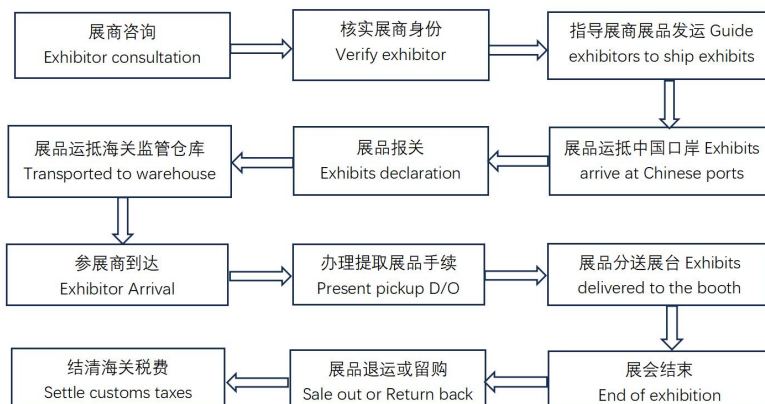 展商咨询
Exhibitor consultation
核实展商身份
Verify exhibitor
指导展商展品发运 Guide
exhibitors to ship exhibits
展品运抵中国口岸 Exhibits
arrive at Chinese ports
展品报关
Exhibits declaration
展品运抵海关监管仓库
Transported to warehouse
参展商到达
Exhibitor Arrival
办理提取展品手续
Present pickup D/O
展品分送展台 Exhibits
delivered to the booth
展会结束
End of exhibition
展品退运或留购
Sale out or Return back
结清海关税费
Settle customs taxes